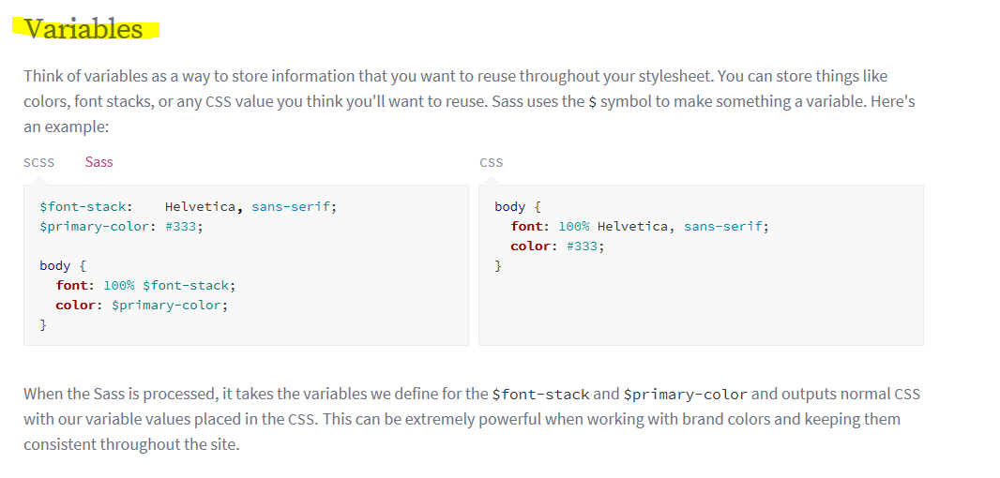 Variables
Think of variables as a way to store information that you want to reuse throughout your stylesheet. You can store things like
colors, font stacks, or any CSS value you think you'll want to reuse. Sass uses the $ symbol to make something a variable. Here's
an example:
SCSS Sass
$font-stack:    Helvetica, sans-serif;
$primary-color: #333;
body {
  font: 100% $font-stack;
  color: $primary-color;
}
CSS
body {
  font: 100% Helvetica, sans-serif;
  color: #333;
}
When the Sass is processed, it takes the variables we define for the $font-stack and $primary-color and outputs normal CSS
with our variable values placed in the CSS. This can be extremely powerful when working with brand colors and keeping them
consistent throughout the site.